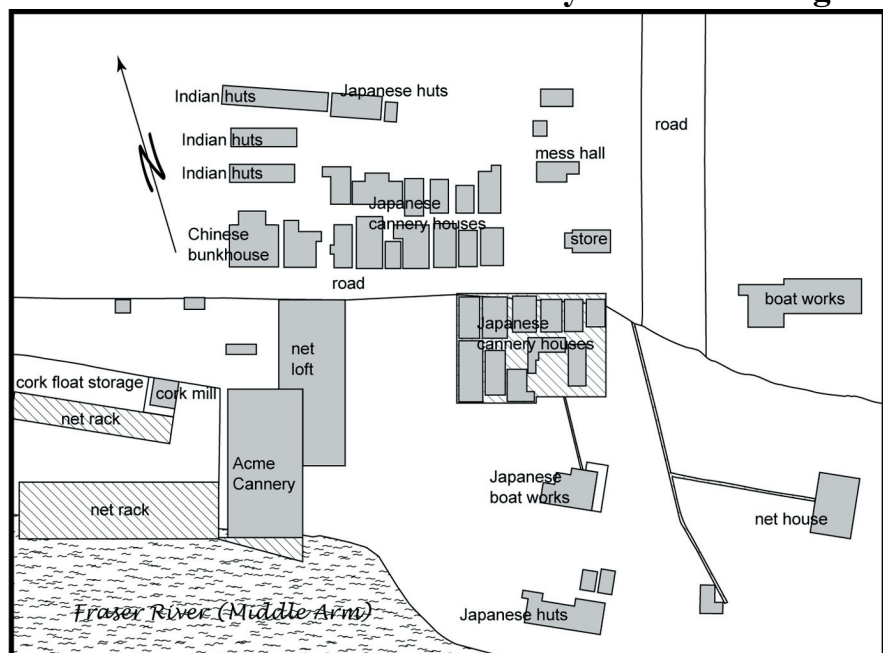 Indian huts
Japanese huts
Indian huts
Indian huts
mess hall
road
Japanese
cannery houses
Chinese
bunkhouse
store
road
boat works
Japanese
cannery houses
net
loft
cork float storage
cork mill
net rack
Acme
Cannery
Japanese
boat works
net rack
net house
Fraser River (Middle Arm)
Japanese huts
N